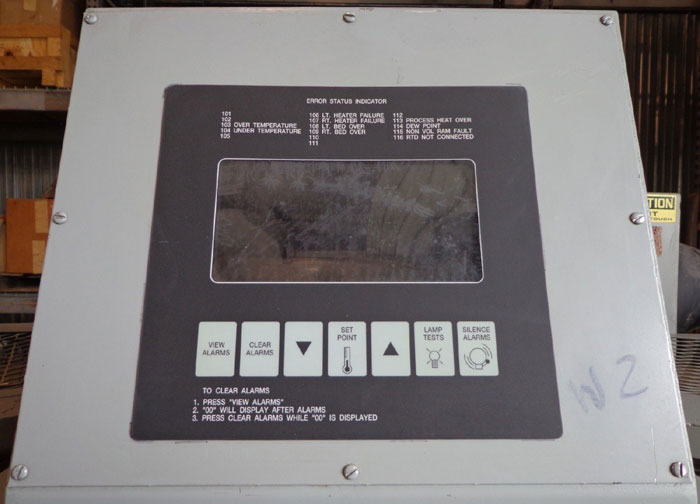 ERROR STATUS INDICATOR
101
102
103 OVER TEMPERATURE
104 UNDER TEMPERATURE
105
106 LT. HEATER FAILURE
107 RT. HEATER FAILURE
108 LT. BED OVER
109 RT. BED OVER
110
111
112
113 PROCESS HEAT OVER
114 DEW POINT
115 NON VOL RAM FAULT
116 RTD NOT CONNECTED
VIEW
ALARMS
CLEAR
ALARMS
SET
POINT
LAMP
TESTS
SILENCE
ALARMS
TO CLEAR ALARMS
1. PRESS "VIEW ALARMS"
2. "00" WILL DISPLAY AFTER ALARMS
3. PRESS CLEAR ALARMS WHILE "00" IS DISPLAYED
W2
TION